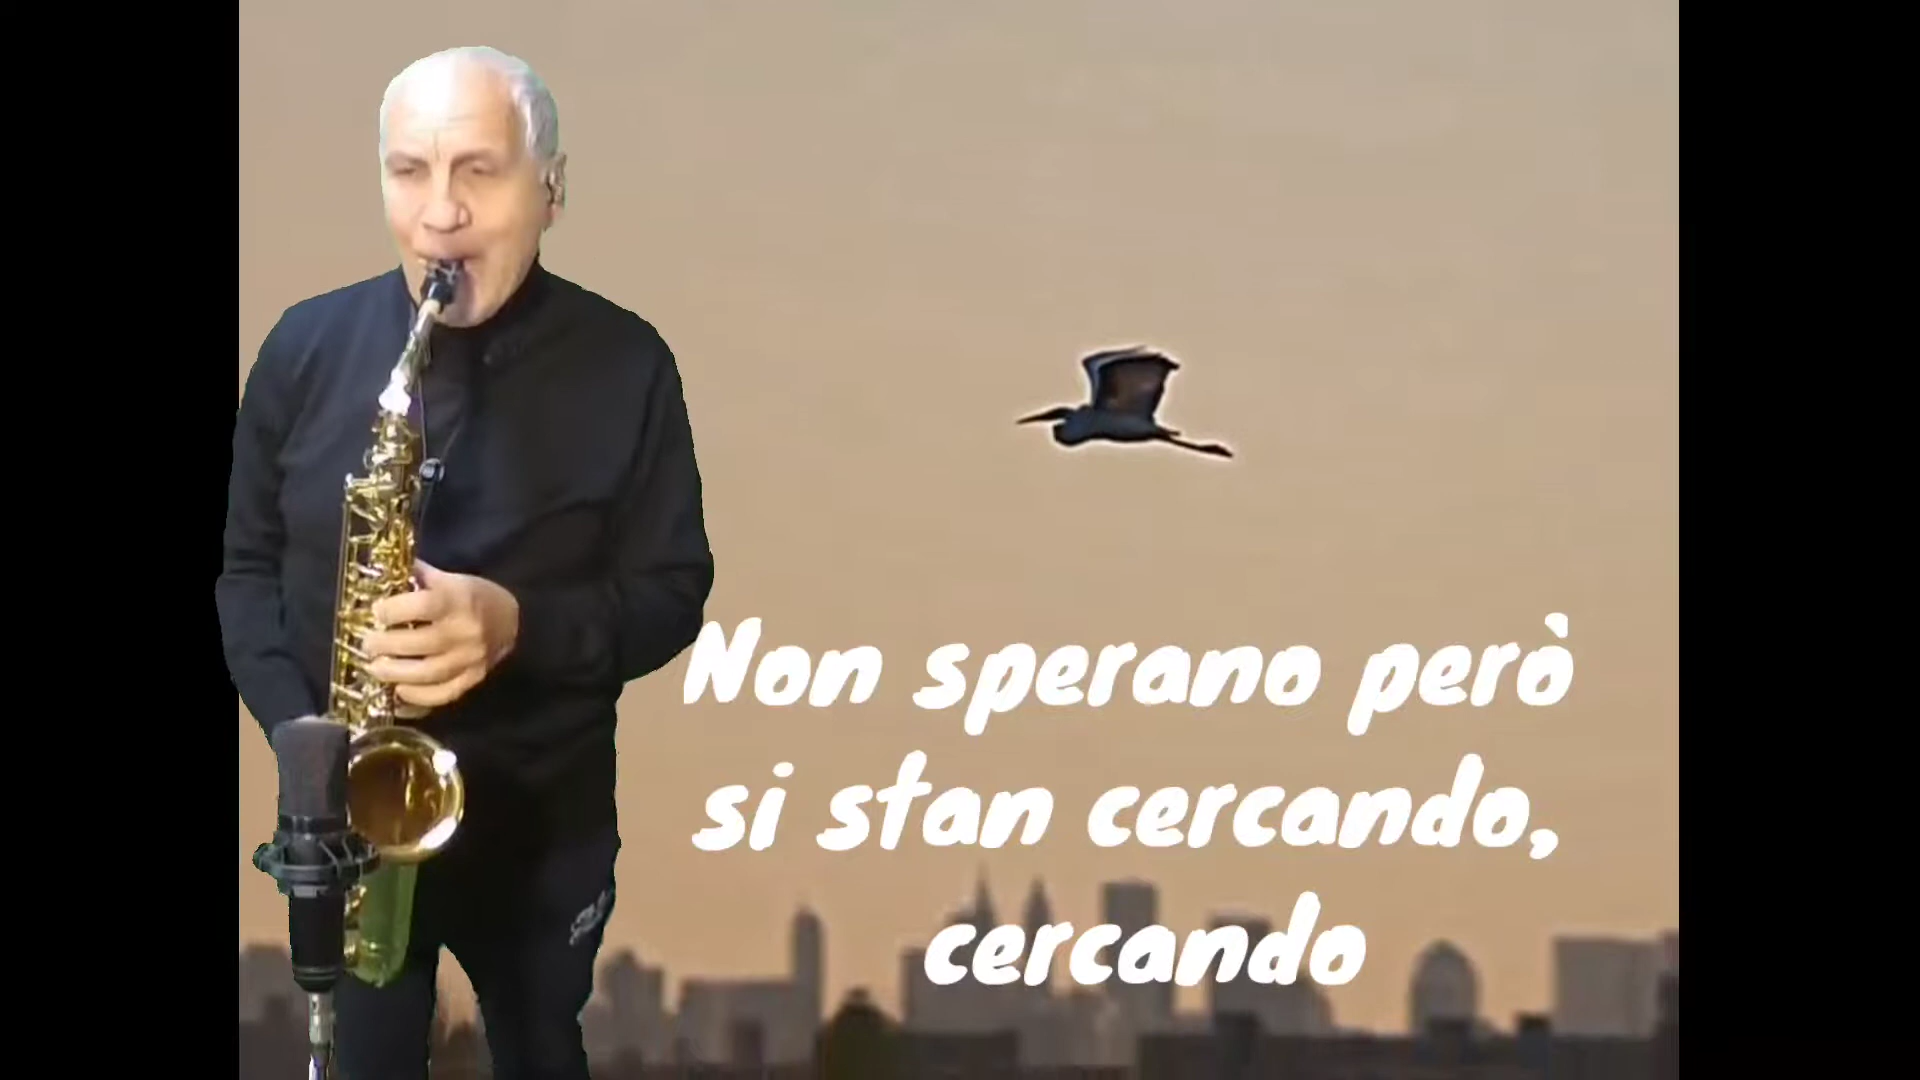 Non sperano però
si stan cercando,
cercando